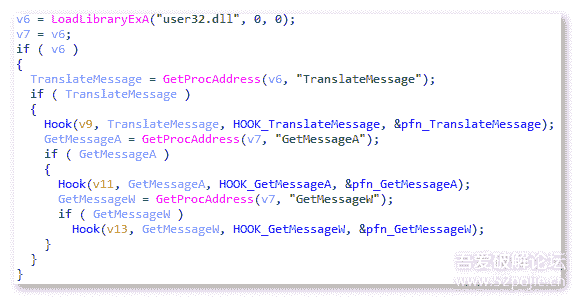 v6 = LoadLibraryExA("user32.dll", 0, 0);
v7 = v6;
if ( v6 )
{
  TranslateMessage = GetProcAddress(v6, "TranslateMessage");
  if ( TranslateMessage )
  {
    Hook(v9, TranslateMessage, HOOK_TranslateMessage, &pfn_TranslateMessage);
    GetMessageA = GetProcAddress(v7, "GetMessageA");
    if ( GetMessageA )
    {
      Hook(v11, GetMessageA, HOOK_GetMessageA, &pfn_GetMessageA);
      GetMessageW = GetProcAddress(v7, "GetMessageW");
      if ( GetMessageW )
        Hook(v13, GetMessageW, HOOK_GetMessageW, &pfn_GetMessageW);
    }
  }
}
吾爱破解论坛
www.52pojie.cn